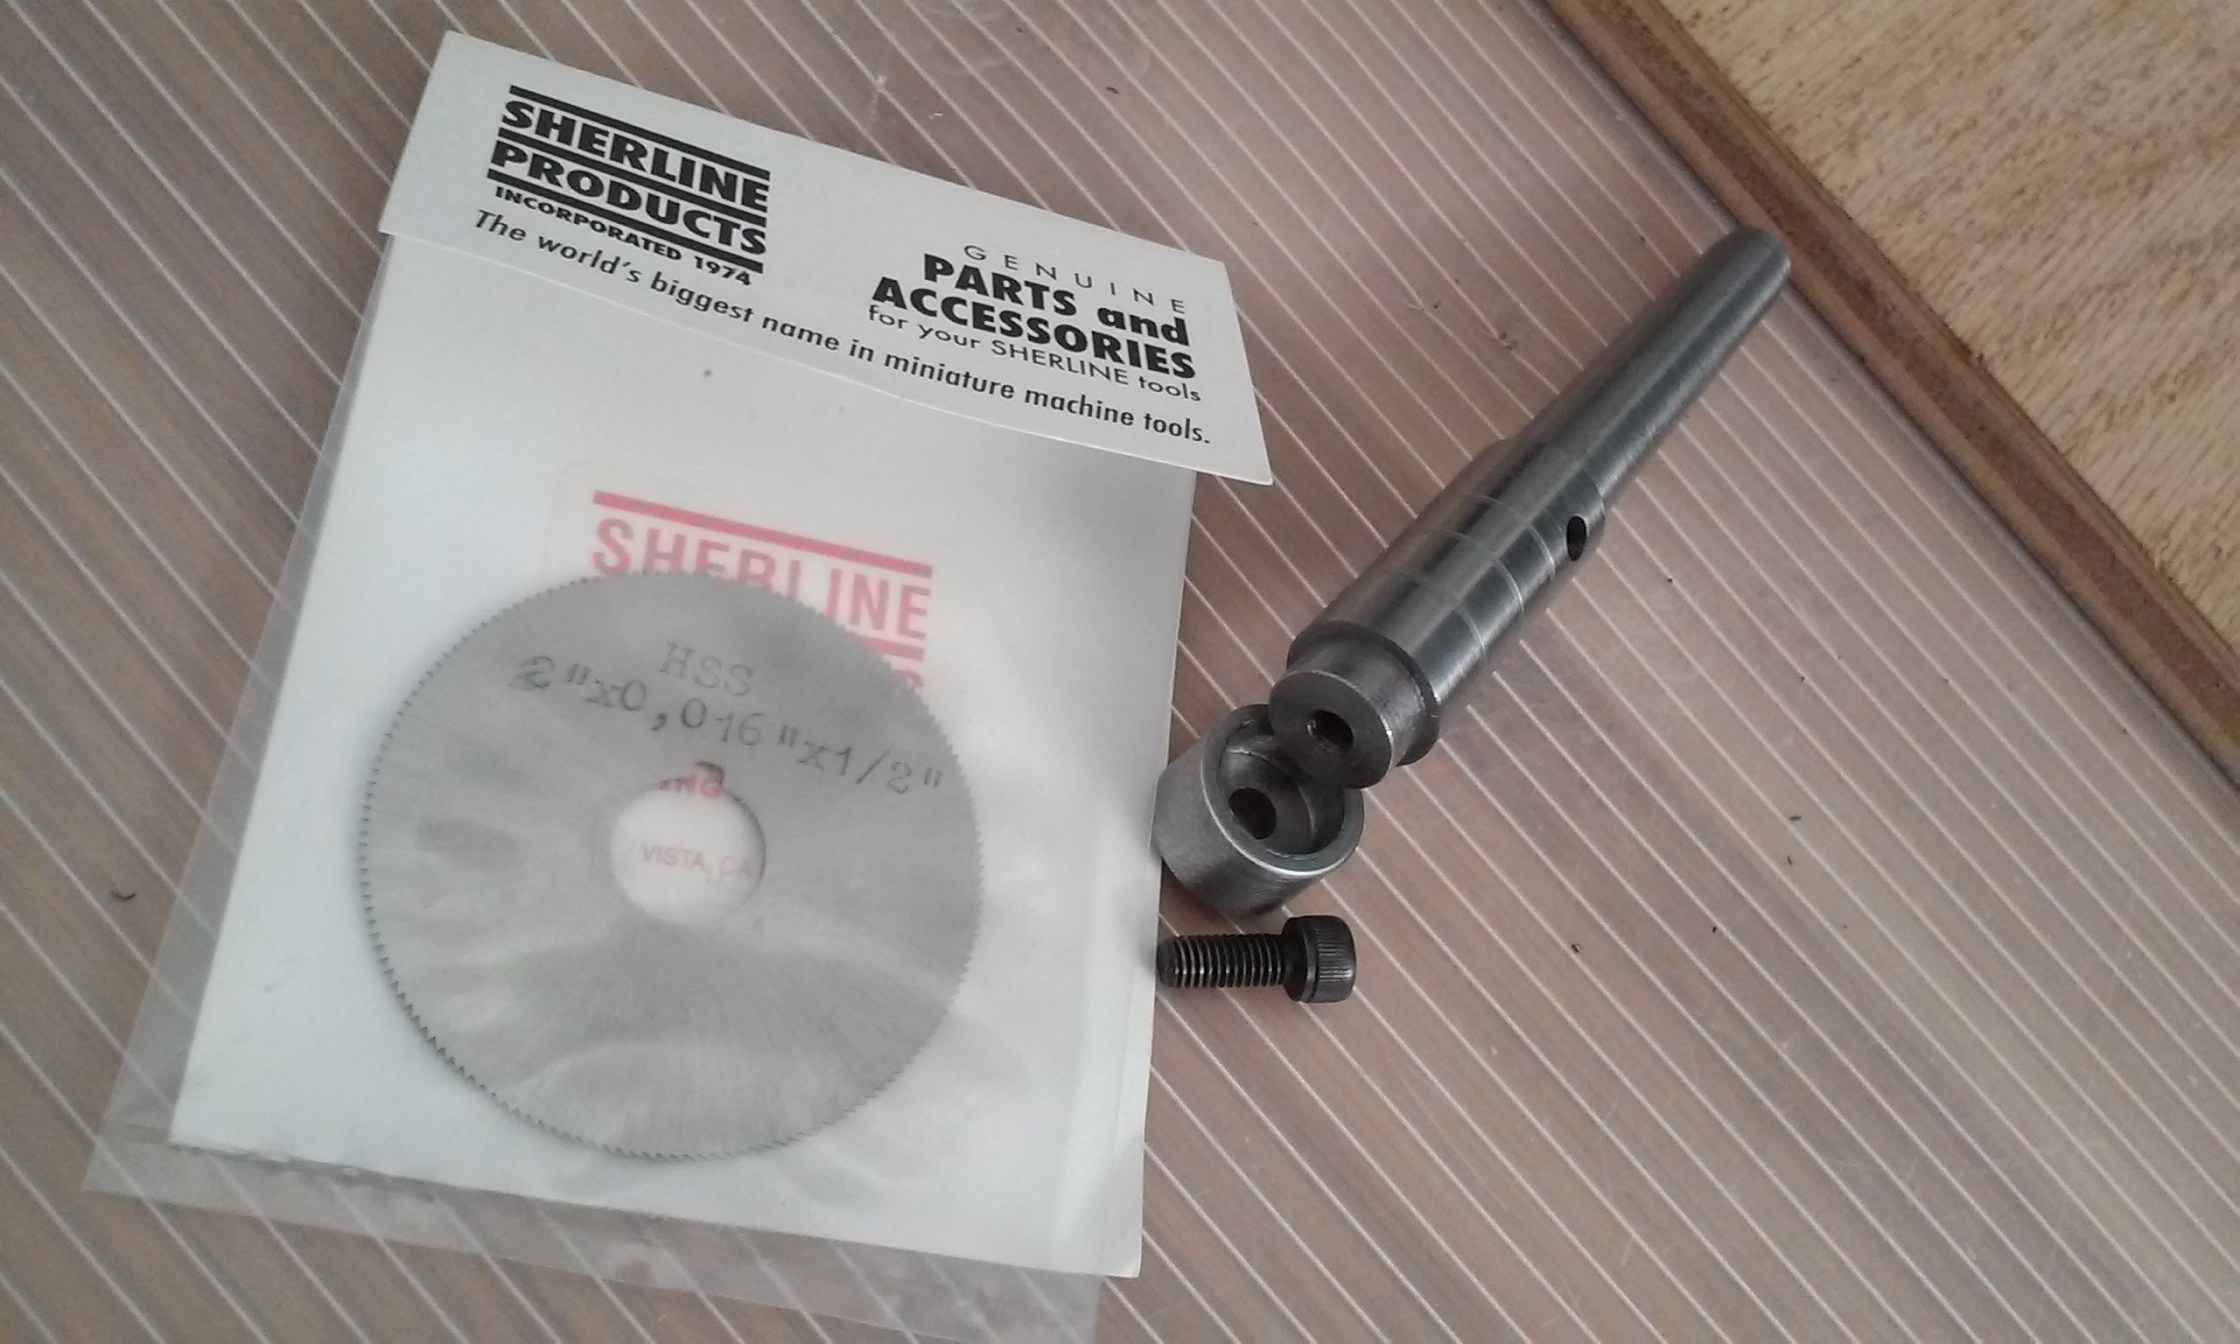 SHERLINE
PRODUCTS
INCORPORATED 1974
The world's biggest name in miniature machine tools.
GENUINE
PARTS and
ACCESSORIES
for your SHERLINE tools
SHERLINE
HSS
2"x0,016"x1/2"
VISTA, CA